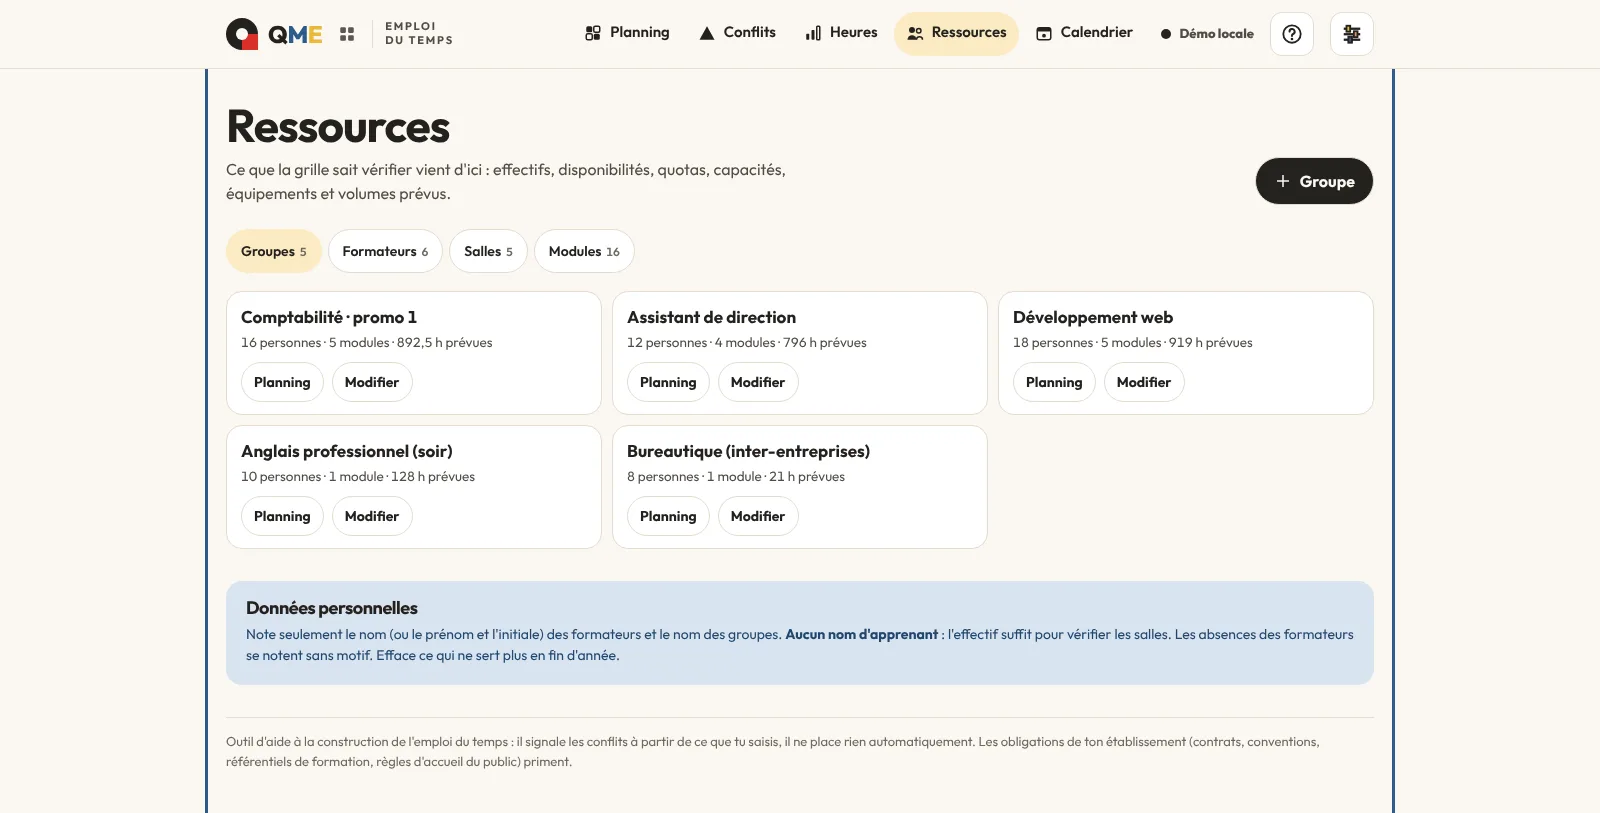 QME
EMPLOI
DU TEMPS
Planning
Conflits
Heures
Ressources
Calendrier
Démo locale
Ressources
Ce que la grille sait vérifier vient d'ici : effectifs, disponibilités, quotas, capacités,
équipements et volumes prévus.
+ Groupe
Groupes 5
Formateurs 6
Salles 5
Modules 16
Comptabilité · promo 1
16 personnes · 5 modules · 892,5 h prévues
Planning
Modifier
Assistant de direction
12 personnes · 4 modules · 796 h prévues
Planning
Modifier
Développement web
18 personnes · 5 modules · 919 h prévues
Planning
Modifier
Anglais professionnel (soir)
10 personnes · 1 module · 128 h prévues
Planning
Modifier
Bureautique (inter-entreprises)
8 personnes · 1 module · 21 h prévues
Planning
Modifier
Données personnelles
Note seulement le nom (ou le prénom et l'initiale) des formateurs et le nom des groupes. Aucun nom d'apprenant : l'effectif suffit pour vérifier les salles. Les absences des formateurs
se notent sans motif. Efface ce qui ne sert plus en fin d'année.
Outil d'aide à la construction de l'emploi du temps : il signale les conflits à partir de ce que tu saisis, il ne place rien automatiquement. Les obligations de ton établissement (contrats, conventions,
référentiels de formation, règles d'accueil du public) priment.